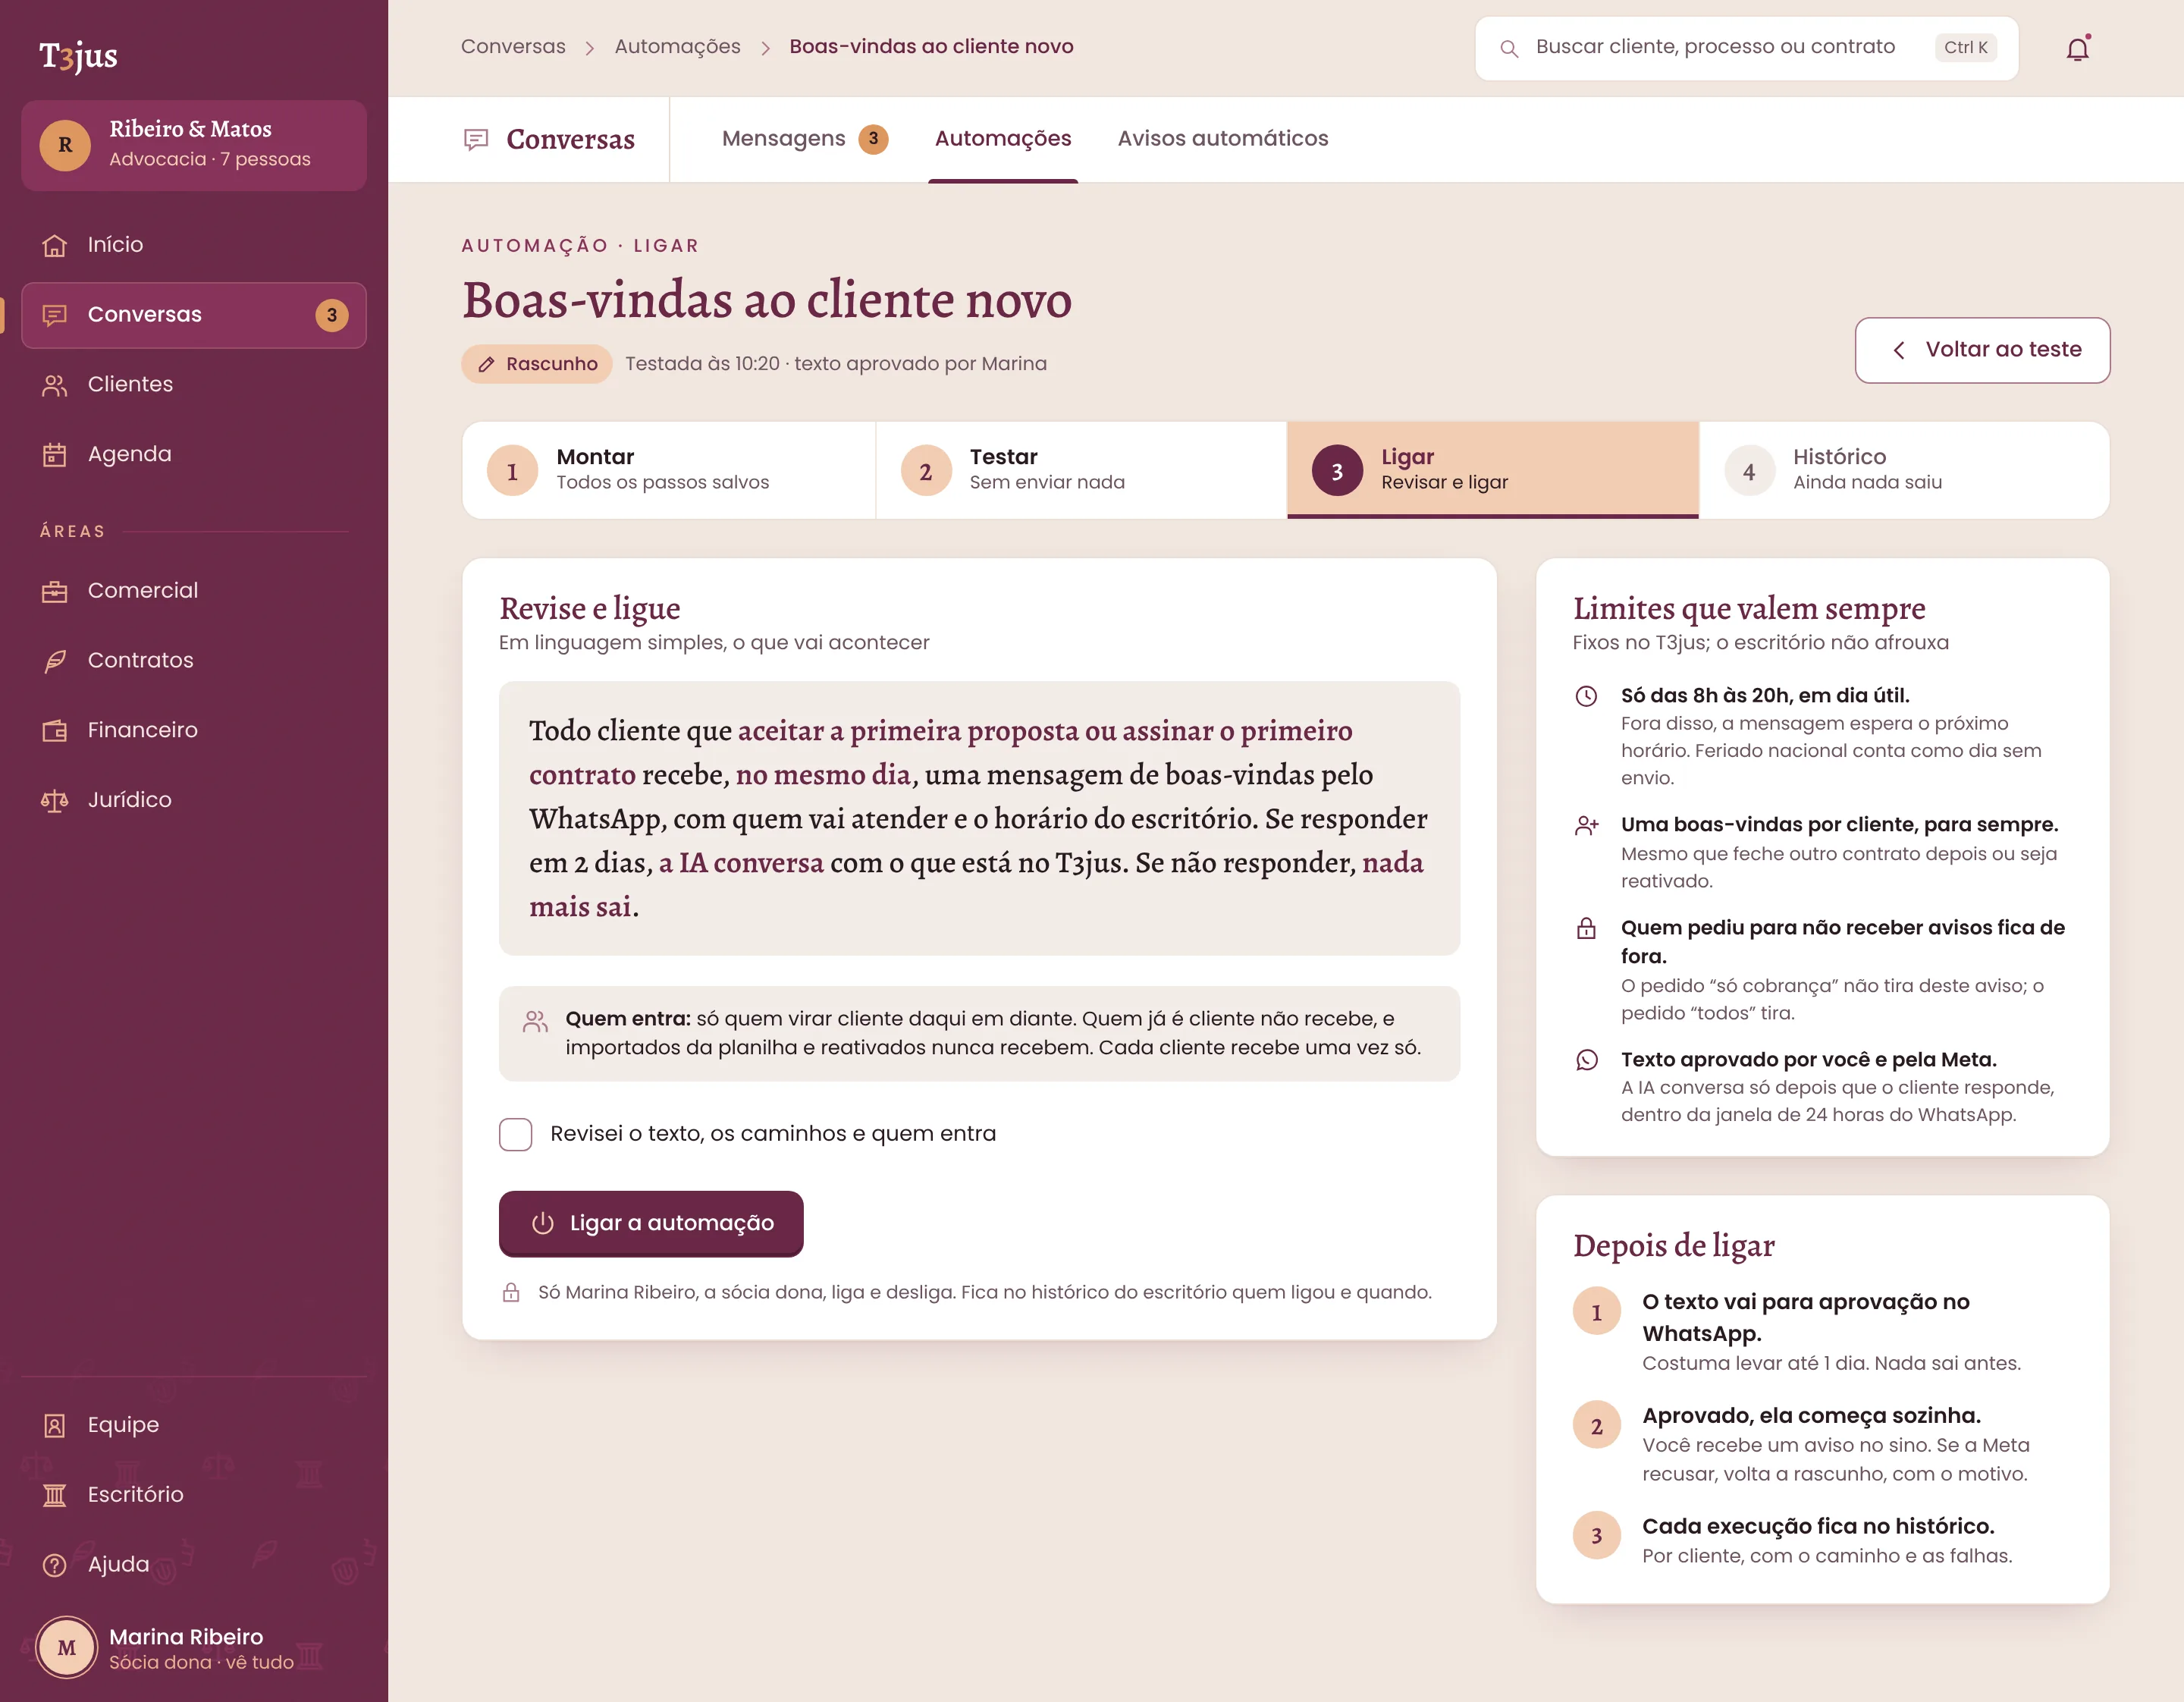 T3jus
R
Ribeiro & Matos
Advocacia · 7 pessoas
Início
Conversas
3
Clientes
Agenda
ÁREAS
Comercial
Contratos
Financeiro
Jurídico
Equipe
Escritório
Ajuda
M
Marina Ribeiro
Sócia dona · vê tudo
Conversas
Automações
Boas-vindas ao cliente novo
Buscar cliente, processo ou contrato
Ctrl K
Conversas
Mensagens
3
Automações
Avisos automáticos
AUTOMAÇÃO · LIGAR
Boas-vindas ao cliente novo
Rascunho
Testada às 10:20 · texto aprovado por Marina
Voltar ao teste
1
Montar
Todos os passos salvos
2
Testar
Sem enviar nada
3
Ligar
Revisar e ligar
4
Histórico
Ainda nada saiu
Revise e ligue
Em linguagem simples, o que vai acontecer
Todo cliente que aceitar a primeira proposta ou assinar o primeiro
contrato recebe, no mesmo dia, uma mensagem de boas-vindas pelo
WhatsApp, com quem vai atender e o horário do escritório. Se responder
em 2 dias, a IA conversa com o que está no T3jus. Se não responder, nada
mais sai.
Quem entra: só quem virar cliente daqui em diante. Quem já é cliente não recebe, e
importados da planilha e reativados nunca recebem. Cada cliente recebe uma vez só.
Revisei o texto, os caminhos e quem entra
Ligar a automação
Só Marina Ribeiro, a sócia dona, liga e desliga. Fica no histórico do escritório quem ligou e quando.
Limites que valem sempre
Fixos no T3jus; o escritório não afrouxa
Só das 8h às 20h, em dia útil.
Fora disso, a mensagem espera o próximo
horário. Feriado nacional conta como dia sem
envio.
Uma boas-vindas por cliente, para sempre.
Mesmo que feche outro contrato depois ou seja
reativado.
Quem pediu para não receber avisos fica de
fora.
O pedido “só cobrança” não tira deste aviso; o
pedido “todos” tira.
Texto aprovado por você e pela Meta.
A IA conversa só depois que o cliente responde,
dentro da janela de 24 horas do WhatsApp.
Depois de ligar
1
O texto vai para aprovação no
WhatsApp.
Costuma levar até 1 dia. Nada sai antes.
2
Aprovado, ela começa sozinha.
Você recebe um aviso no sino. Se a Meta
recusar, volta a rascunho, com o motivo.
3
Cada execução fica no histórico.
Por cliente, com o caminho e as falhas.